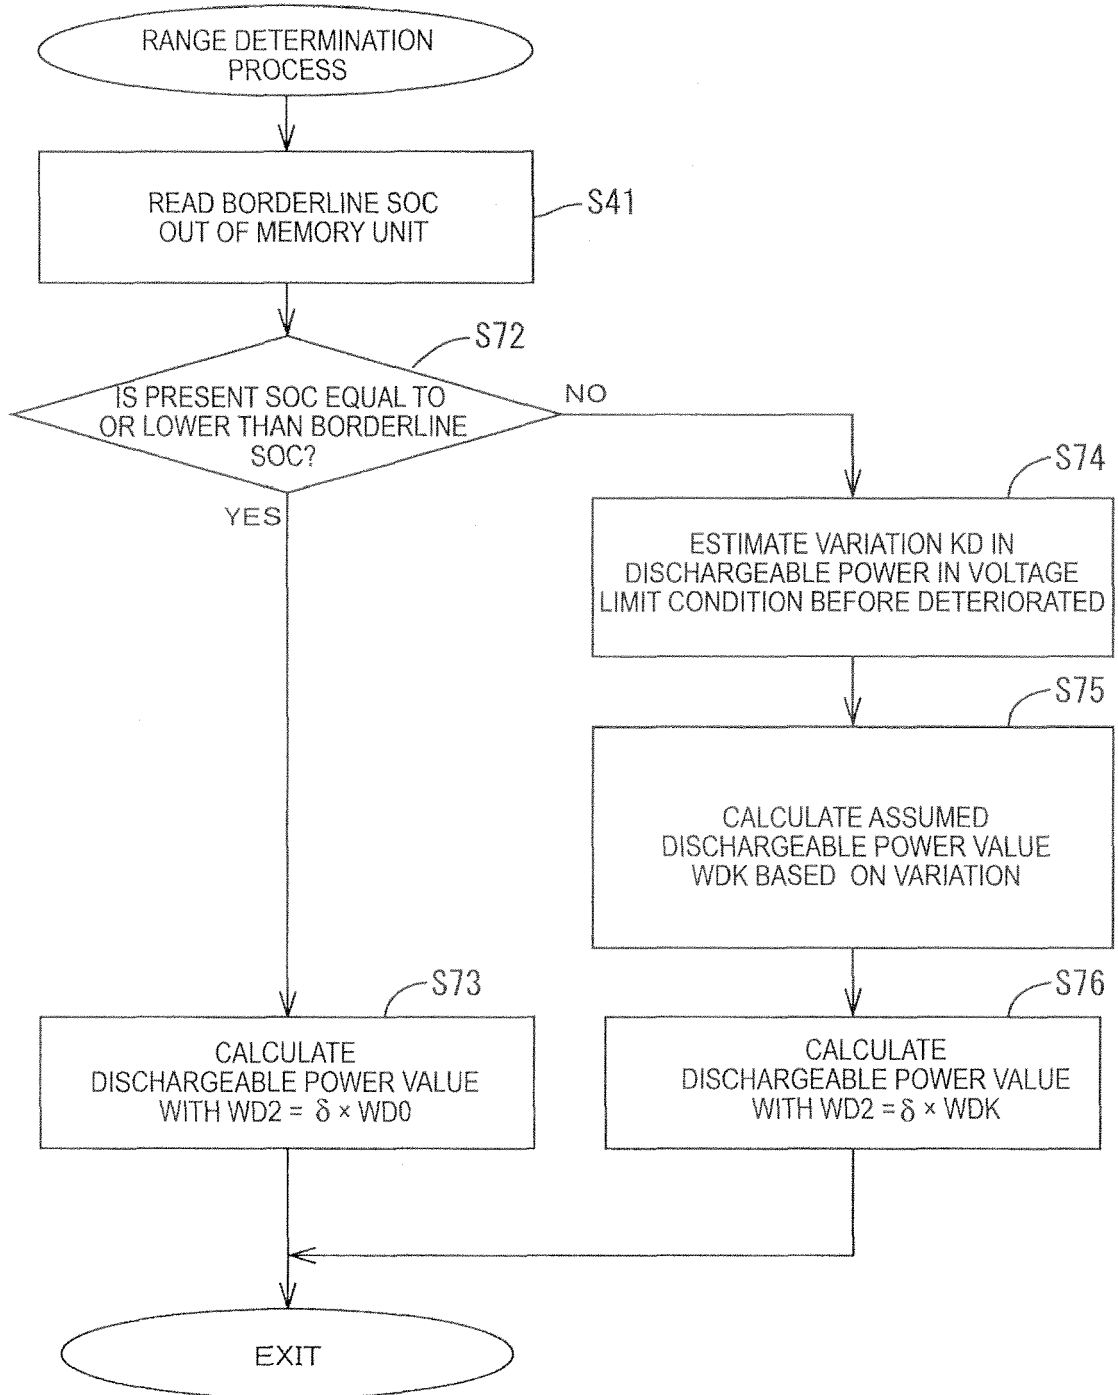 RANGE DETERMINATION
PROCESS
READ BORDERLINE SOC
OUT OF MEMORY UNIT
S41
S72
IS PRESENT SOC EQUAL TO
OR LOWER THAN BORDERLINE
SOC?
NO
YES
S74
ESTIMATE VARIATION KD IN
DISCHARGEABLE POWER IN VOLTAGE
LIMIT CONDITION BEFORE DETERIORATED
S75
CALCULATE ASSUMED
DISCHARGEABLE POWER VALUE
WDK BASED ON VARIATION
S73
CALCULATE
DISCHARGEABLE POWER VALUE
WITH WD2 = δ × WD0
S76
CALCULATE
DISCHARGEABLE POWER VALUE
WITH WD2 = δ × WDK
EXIT